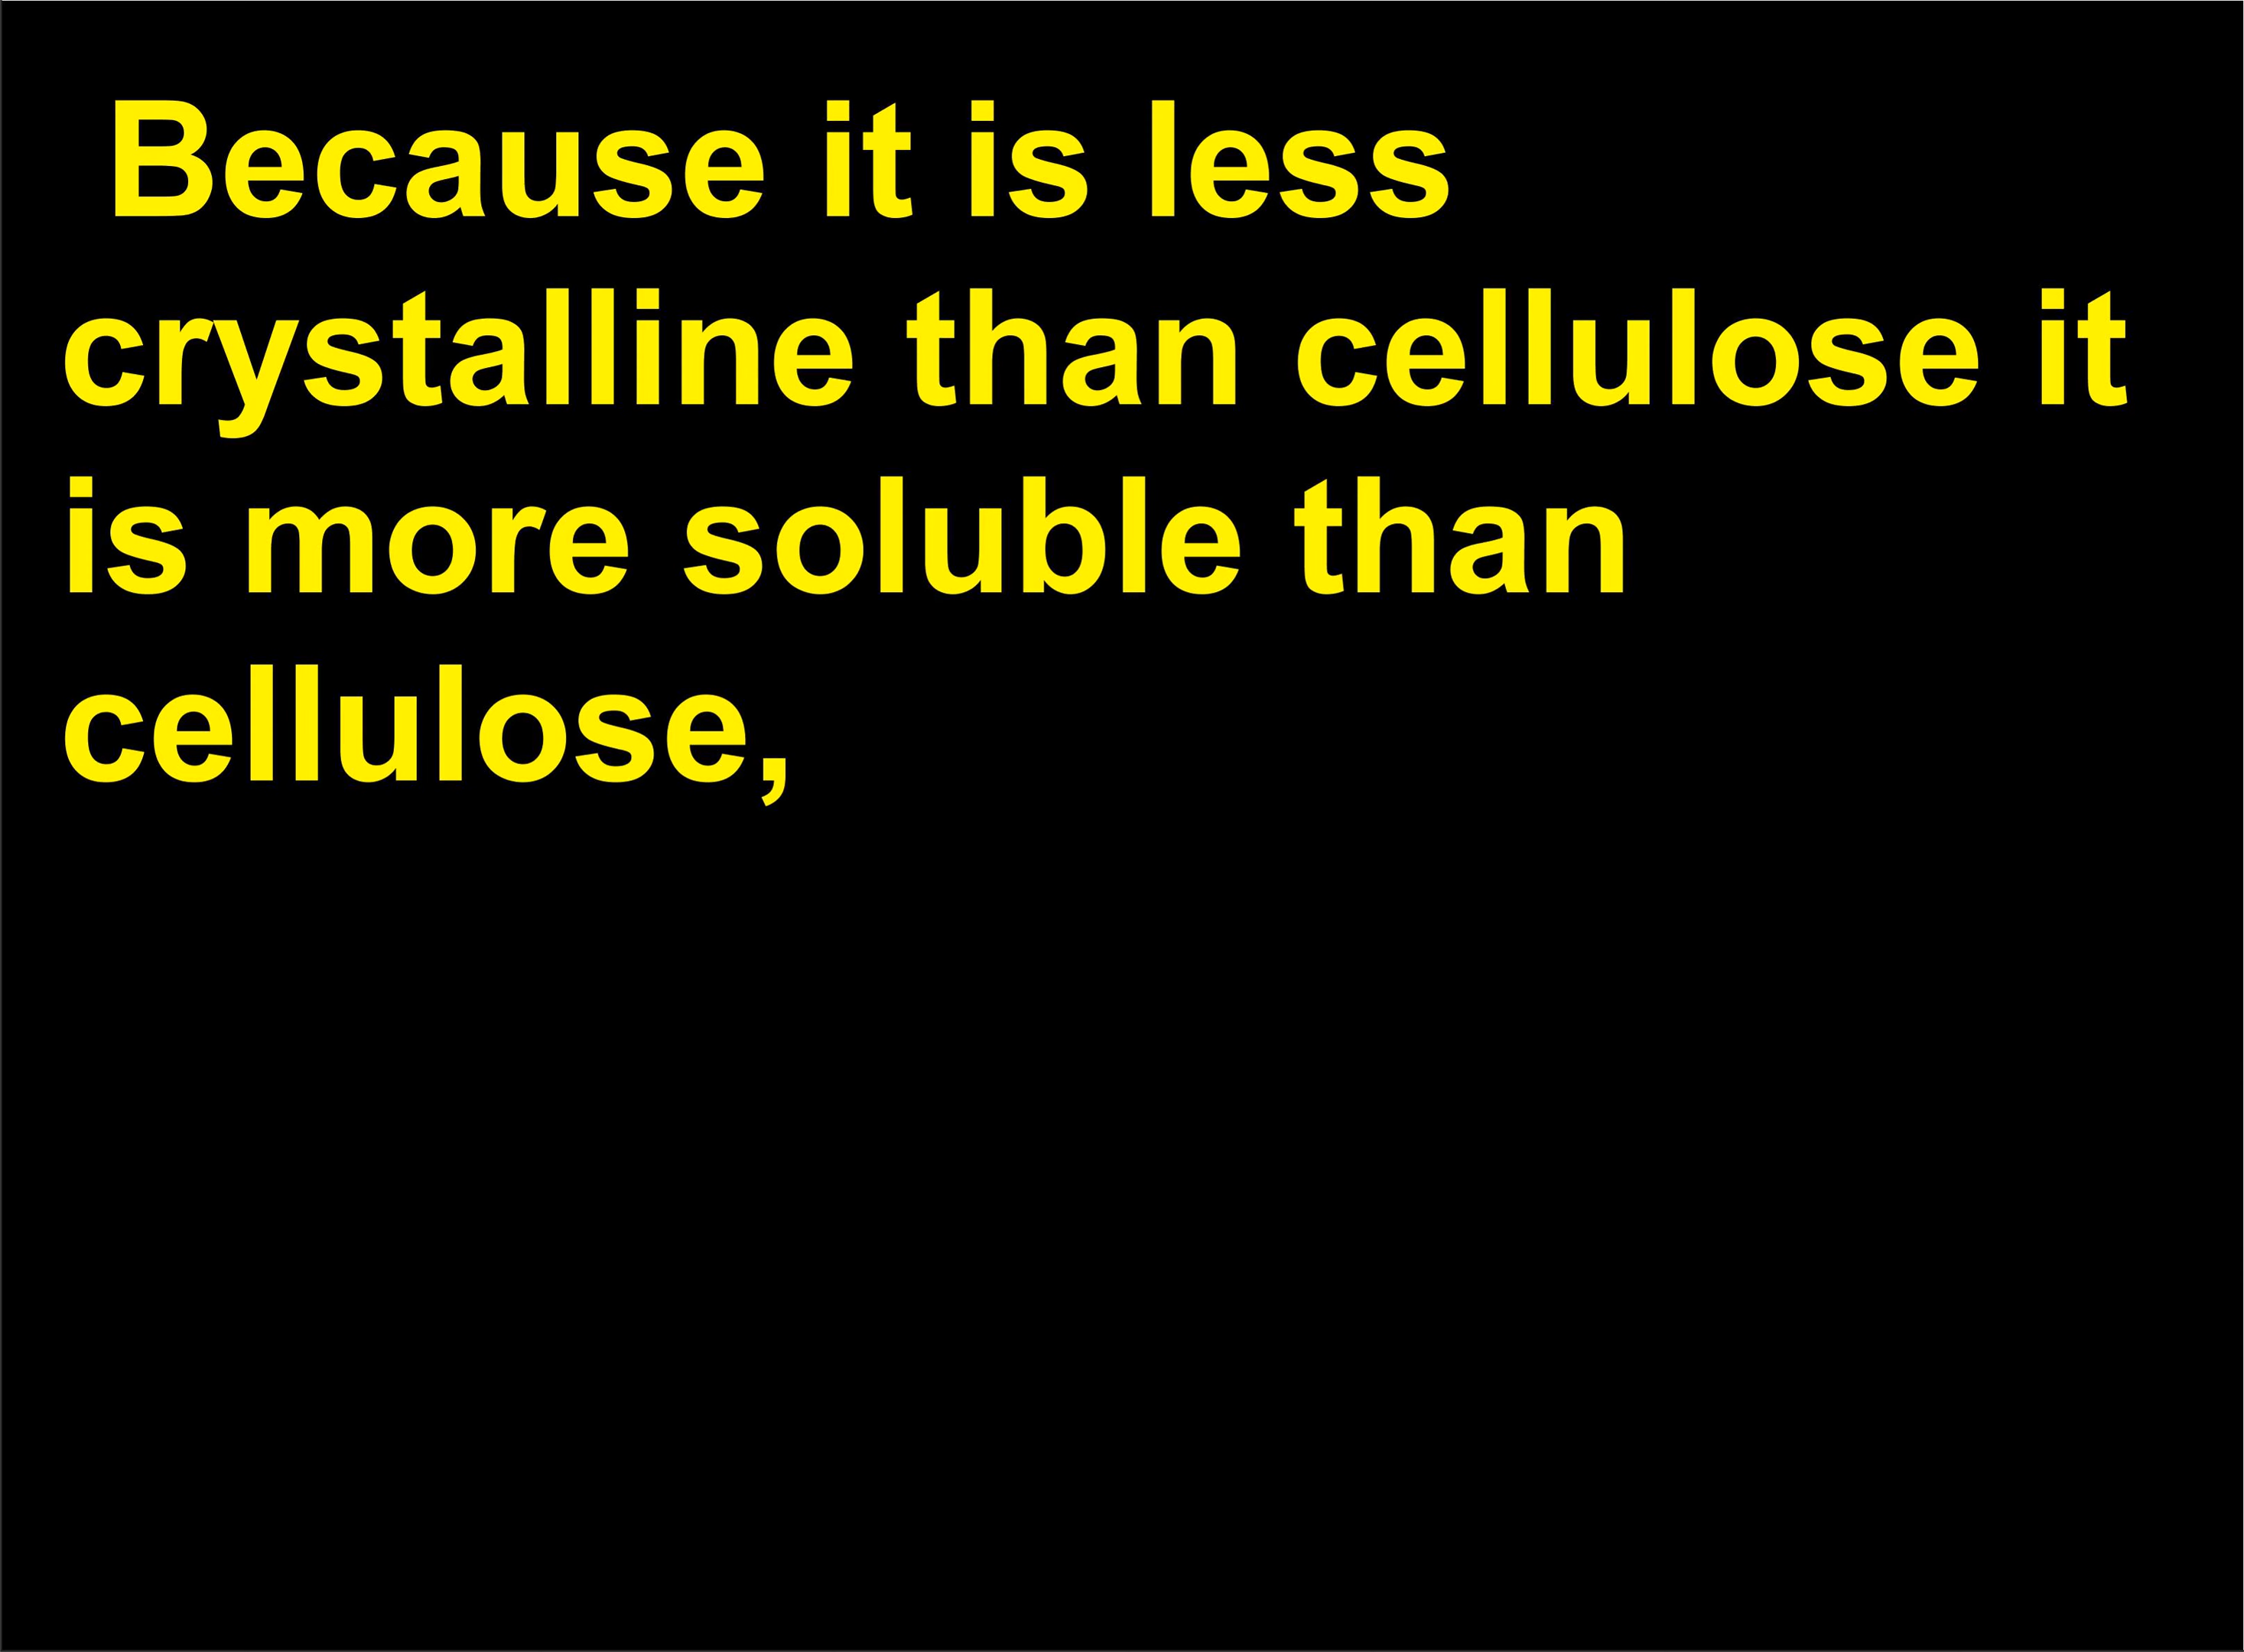 Because it is less
crystalline than cellulose it
is more soluble than
cellulose,